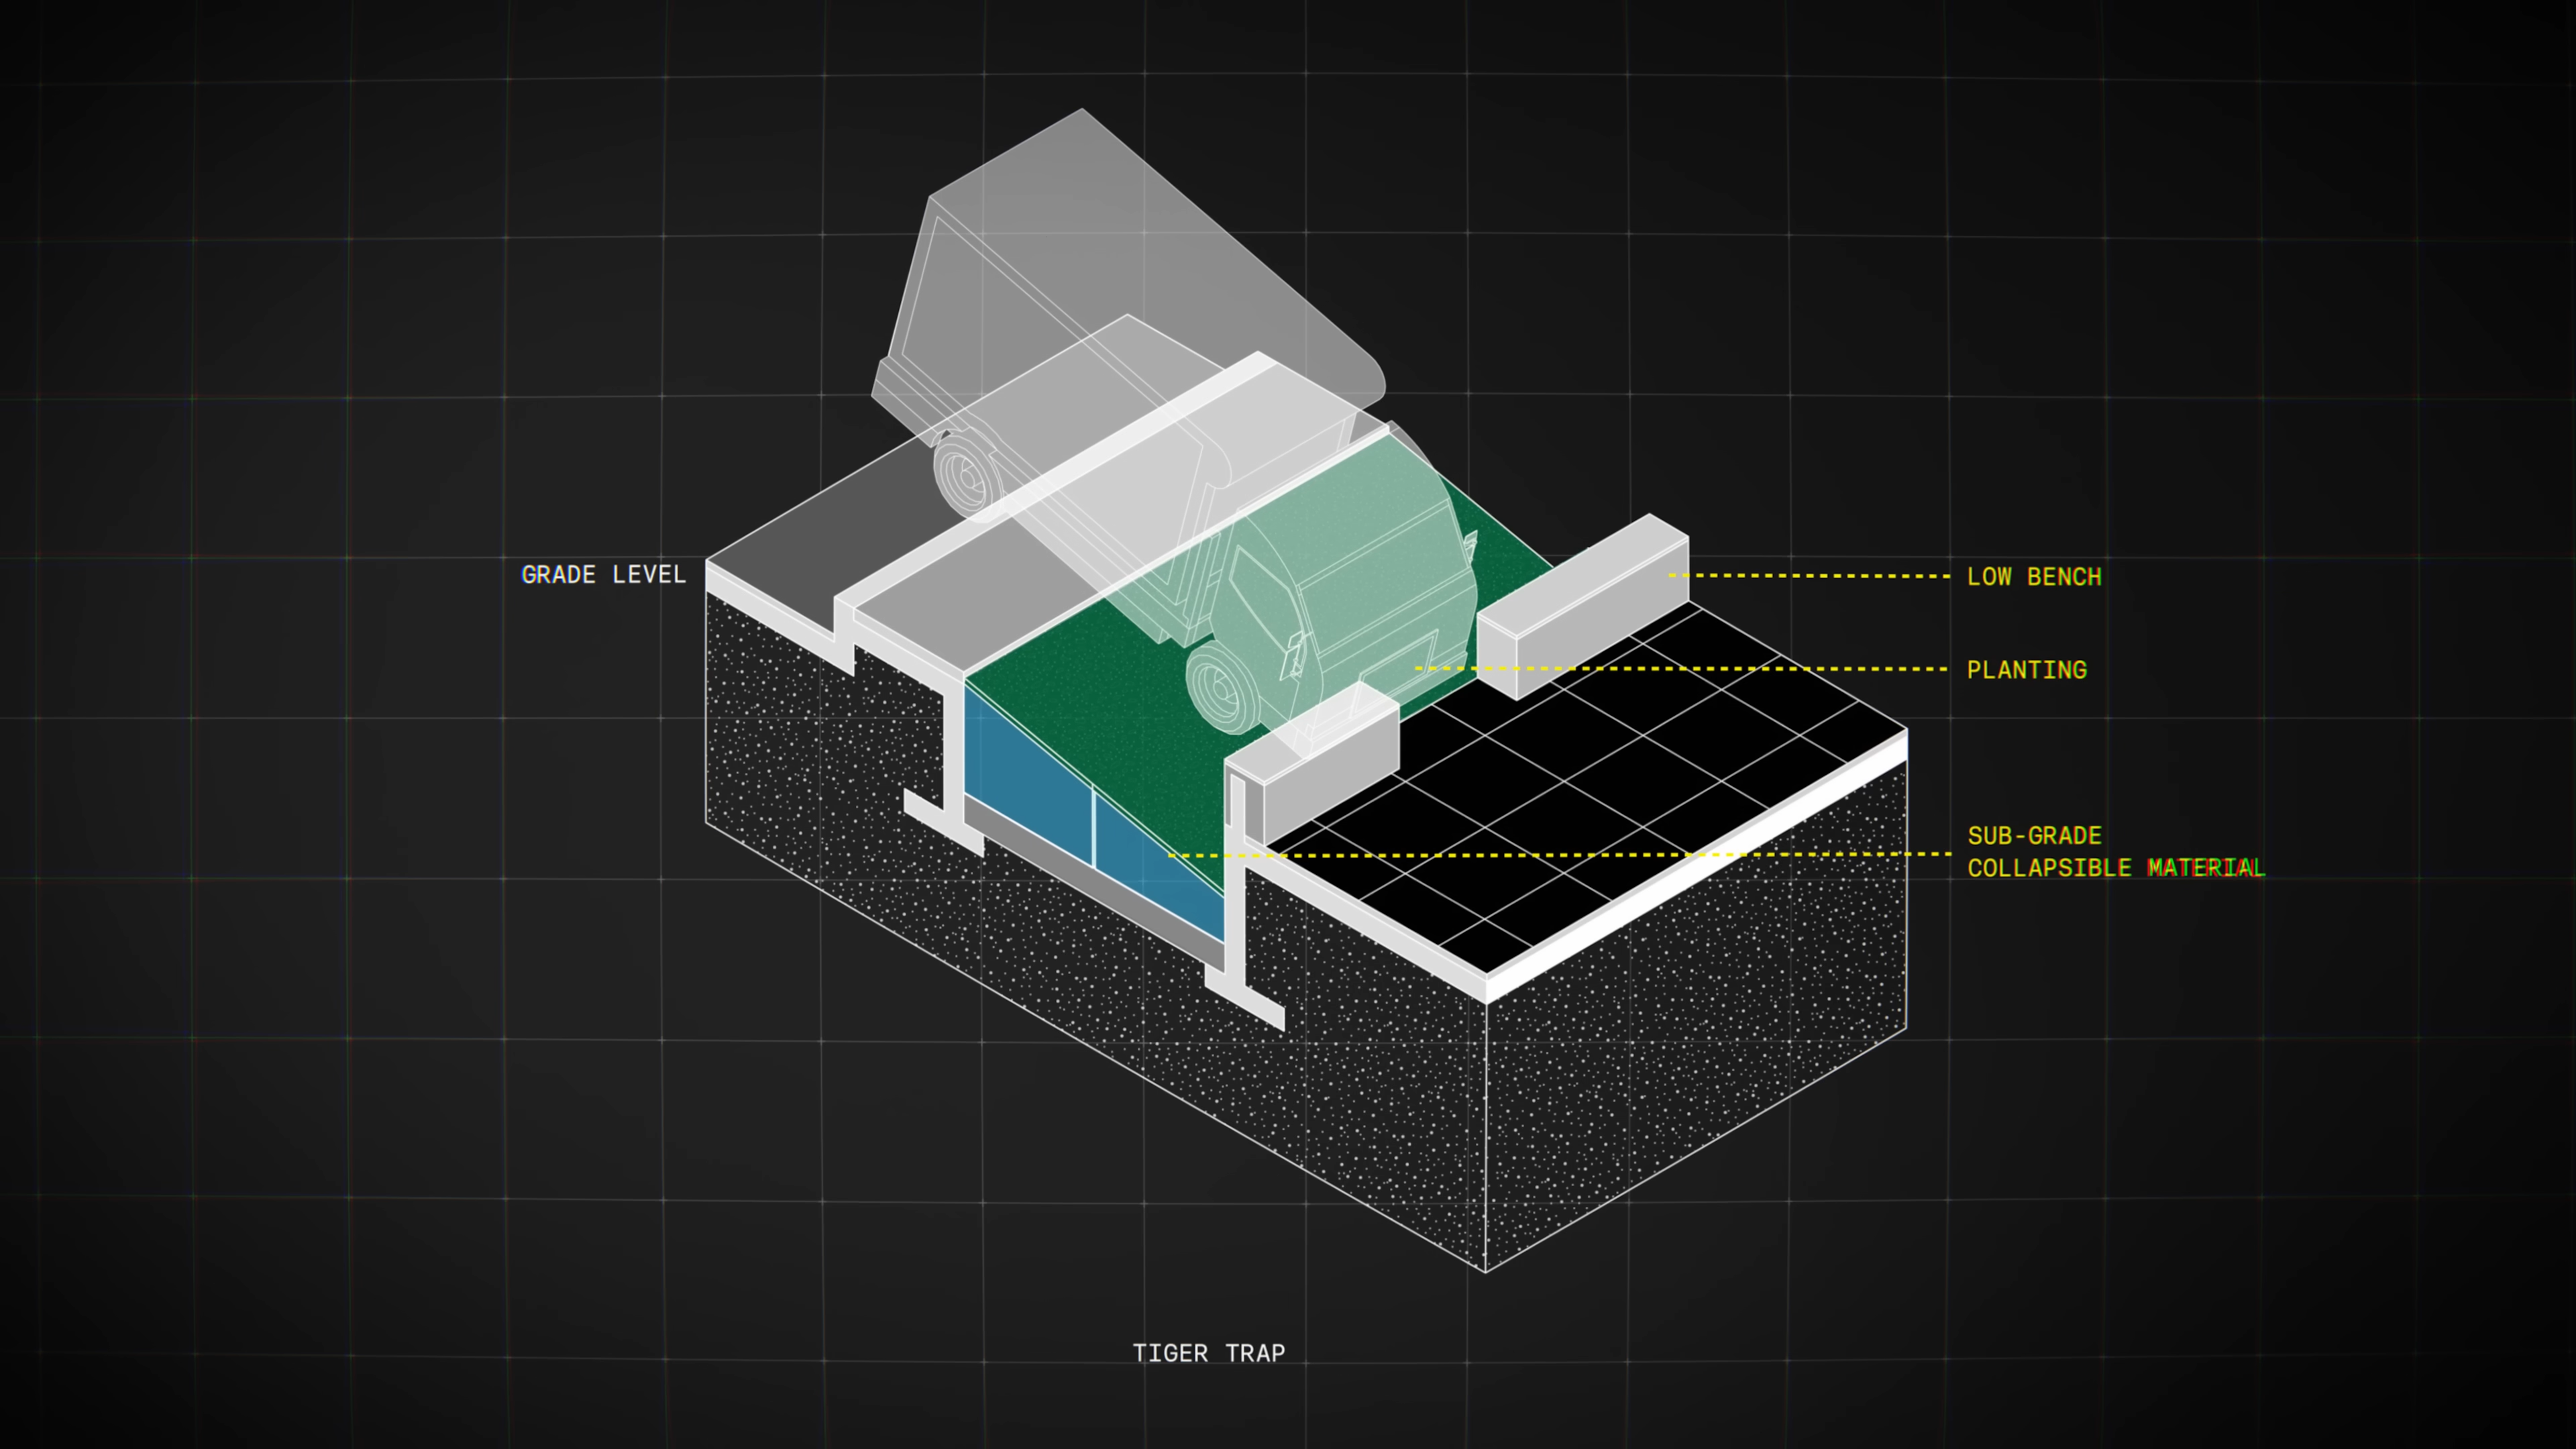 GRADE LEVEL
LOW BENCH
PLANTING
SUB-GRADE
COLLAPSIBLE MATERIAL
TIGER TRAP